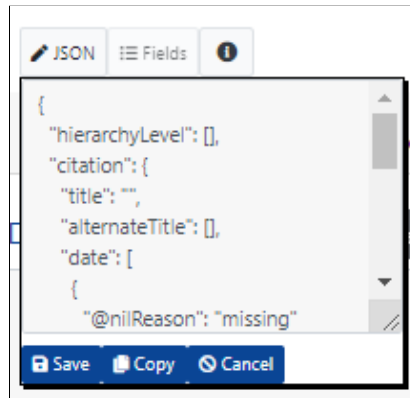 JSON Fields
{
"hierarchyLevel": [],
"citation": {
"title": "",
"alternateTitle": [],
"date": [
{
"@nilReason": "missing"
Save Copy Cancel